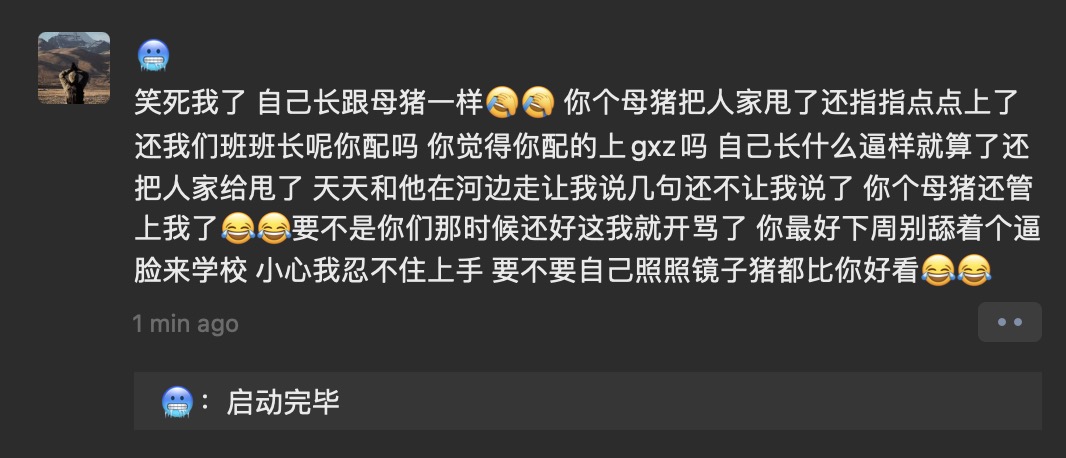 🥶
笑死我了 自己长跟母猪一样🤣🤣 你个母猪把人家甩了还指指点点上了
还我们班班长呢你配吗 你觉得你配的上gxz吗 自己长什么逼样就算了还
把人家给甩了 天天和他在河边走让我说几句还不让我说了 你个母猪还管
上我了😂😂要不是你们那时候还好这我就开骂了 你最好下周别舔着个逼
脸来学校 小心我忍不住上手 要不要自己照照镜子猪都比你好看😂😂
1 min ago
🥶：启动完毕